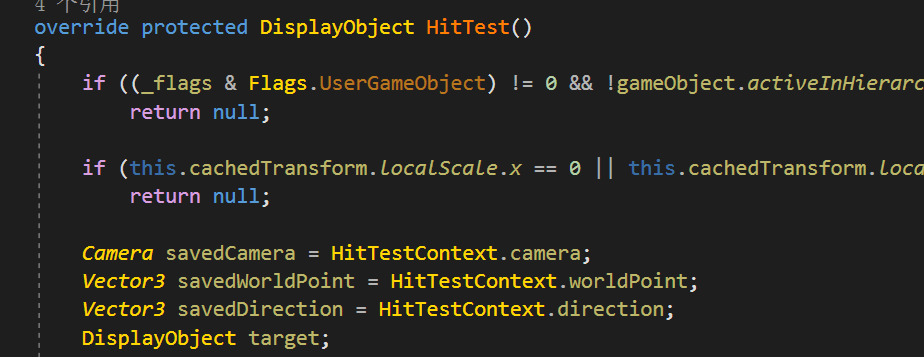 4 个引用
override protected DisplayObject HitTest()
{
if ((_flags & Flags.UserGameObject) != 0 && !gameObject.activeInHierarc
return null;
if (this.cachedTransform.localScale.x == 0 || this.cachedTransform.loca
return null;
Camera savedCamera = HitTestContext.camera;
Vector3 savedWorldPoint = HitTestContext.worldPoint;
Vector3 savedDirection = HitTestContext.direction;
DisplayObject target;